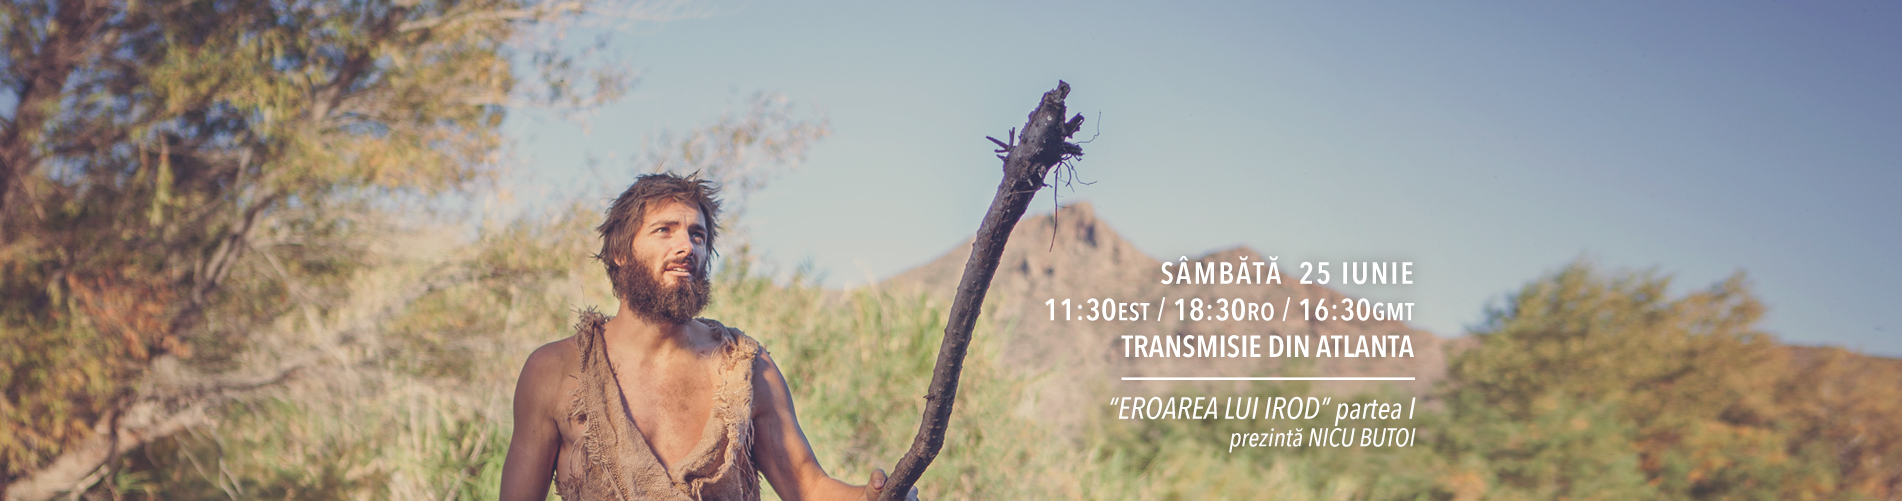 SÂMBĂTĂ 25 IUNIE
11:30EST / 18:30RO / 16:30GMT
TRANSMISIE DIN ATLANTA
“EROAREA LUI IROD” partea I
prezintă NICU BUTOI